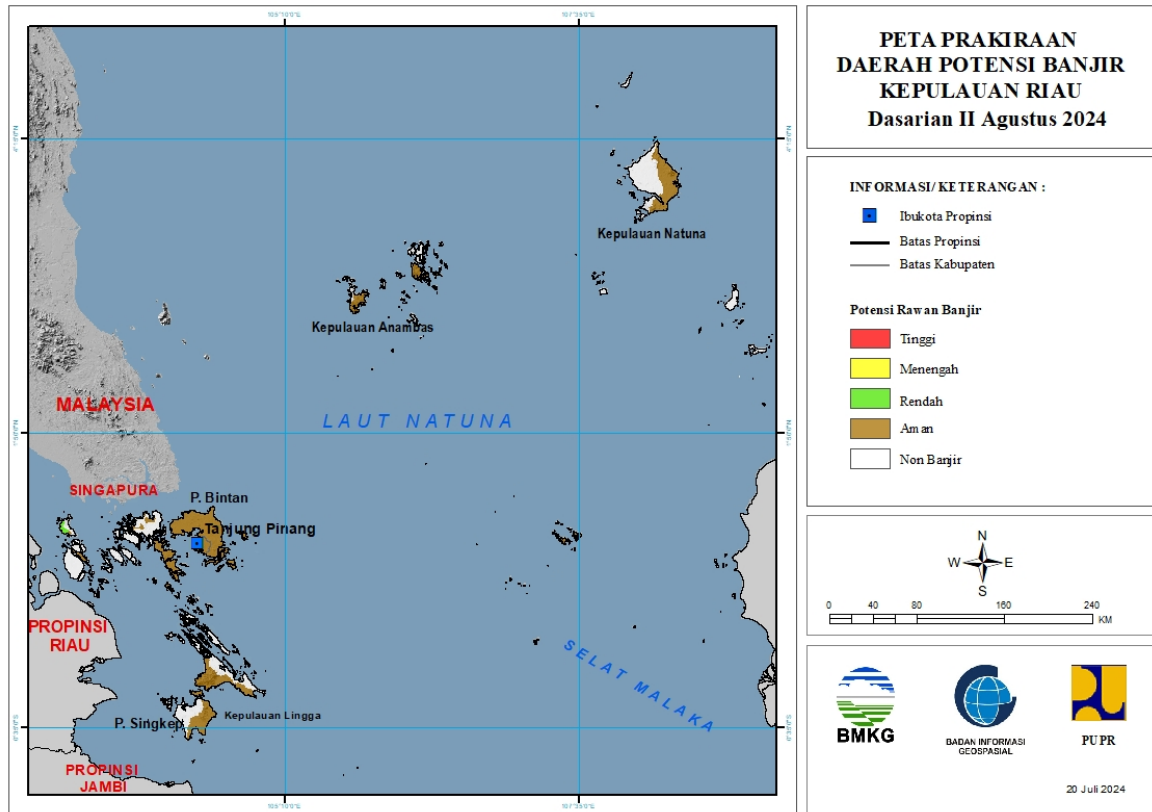 PETA PRAKIRAAN
DAERAH POTENSI BANJIR
KEPULAUAN RIAU
Dasarian II Agustus 2024
INFORMASI/ KETERANGAN :
Ibukota Propinsi
Batas Propinsi
Batas Kabupaten
Potensi Rawan Banjir
Tinggi
Menengah
Rendah
Aman
Non Banjir
N
W E
S
0 20 40 80 160 240
KM
BMKG
BADAN INFORMASI
GEOSPASIAL
PUPR
20 Juli 2024
Kepulauan Natuna
Kepulauan Anambas
MALAYSIA
LAUT NATUNA
SINGAPURA
P. Bintan
Tanjung Pinang
PROPINSI
RIAU
SELAT MALAKA
P. Singkep
Kepulauan Lingga
PROPINSI
JAMBI